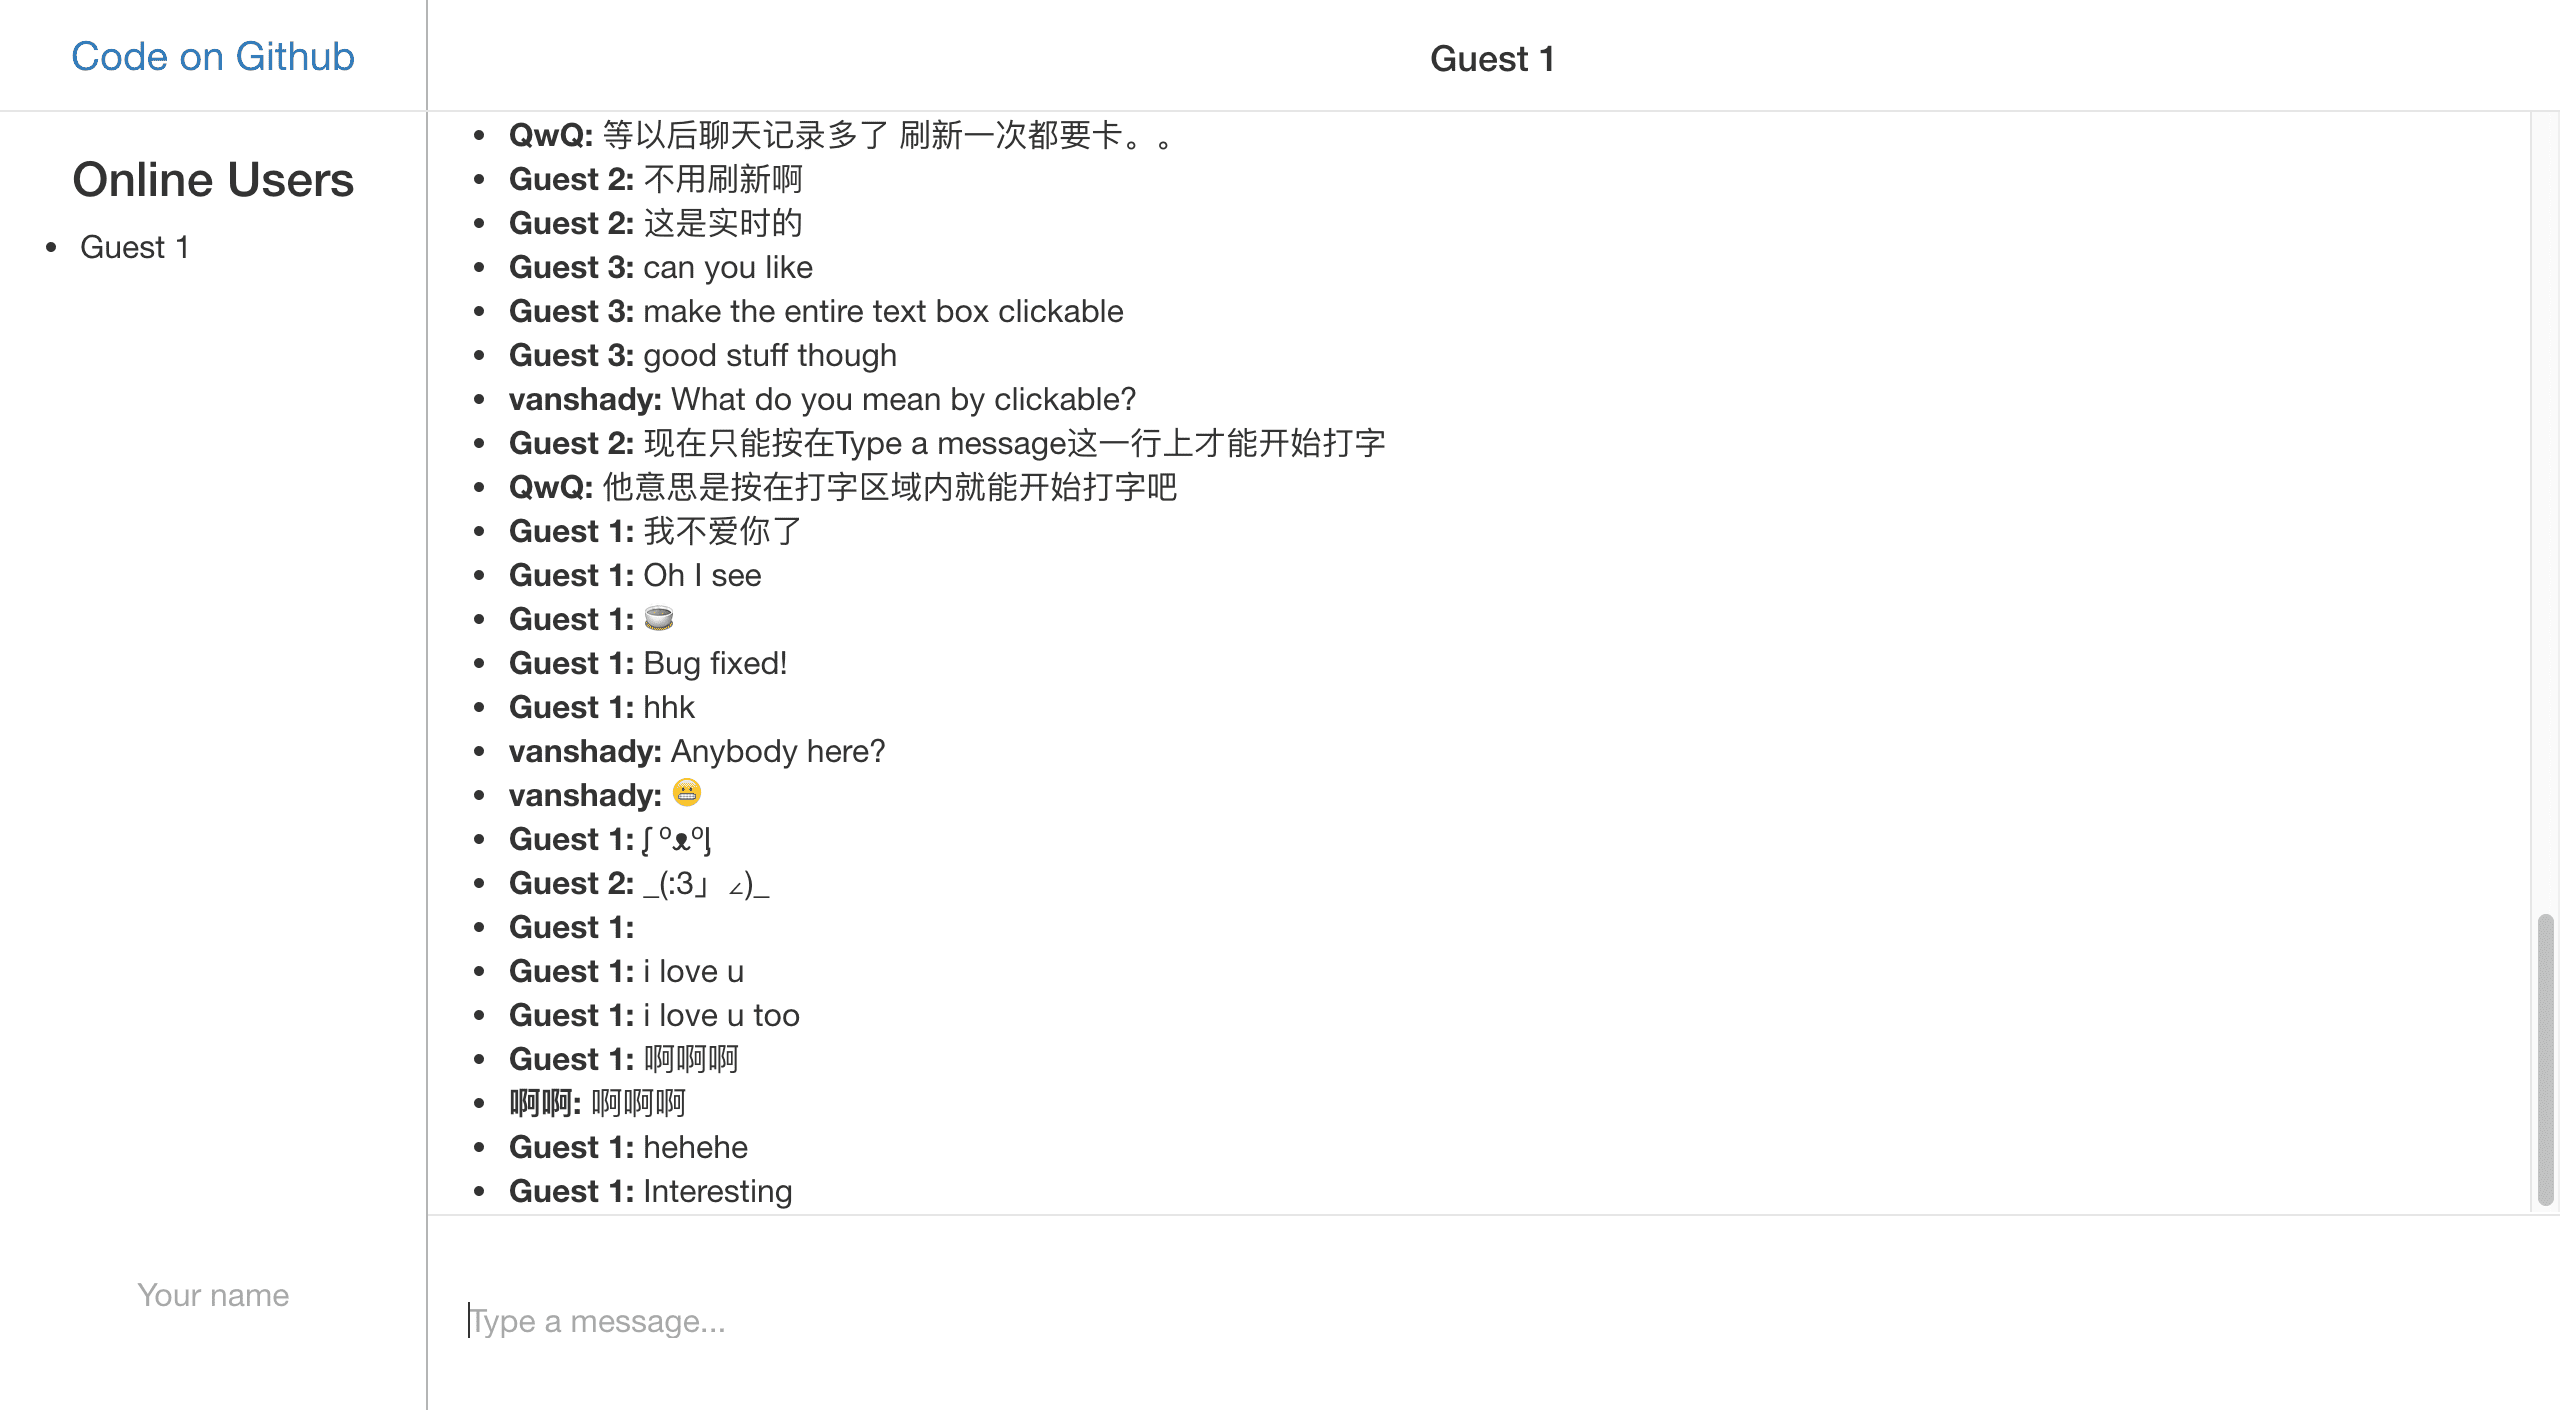 Code on Github
Guest 1
Online Users
Guest 1
QwQ: 等以后聊天记录多了 刷新一次都要卡。。
Guest 2: 不用刷新啊
Guest 2: 这是实时的
Guest 3: can you like
Guest 3: make the entire text box clickable
Guest 3: good stuff though
vanshady: What do you mean by clickable?
Guest 2: 现在只能按在Type a message这一行上才能开始打字
QwQ: 他意思是按在打字区域内就能开始打字吧
Guest 1: 我不爱你了
Guest 1: Oh I see
Guest 1:
Guest 1: Bug fixed!
Guest 1: hhk
vanshady: Anybody here?
vanshady: 😬
Guest 1: ʆ ºᴥºʅ
Guest 2: _(:3」∠)_
Guest 1:
Guest 1: i love u
Guest 1: i love u too
Guest 1: 啊啊啊
啊啊: 啊啊啊
Guest 1: hehehe
Guest 1: Interesting
Your name
Type a message...